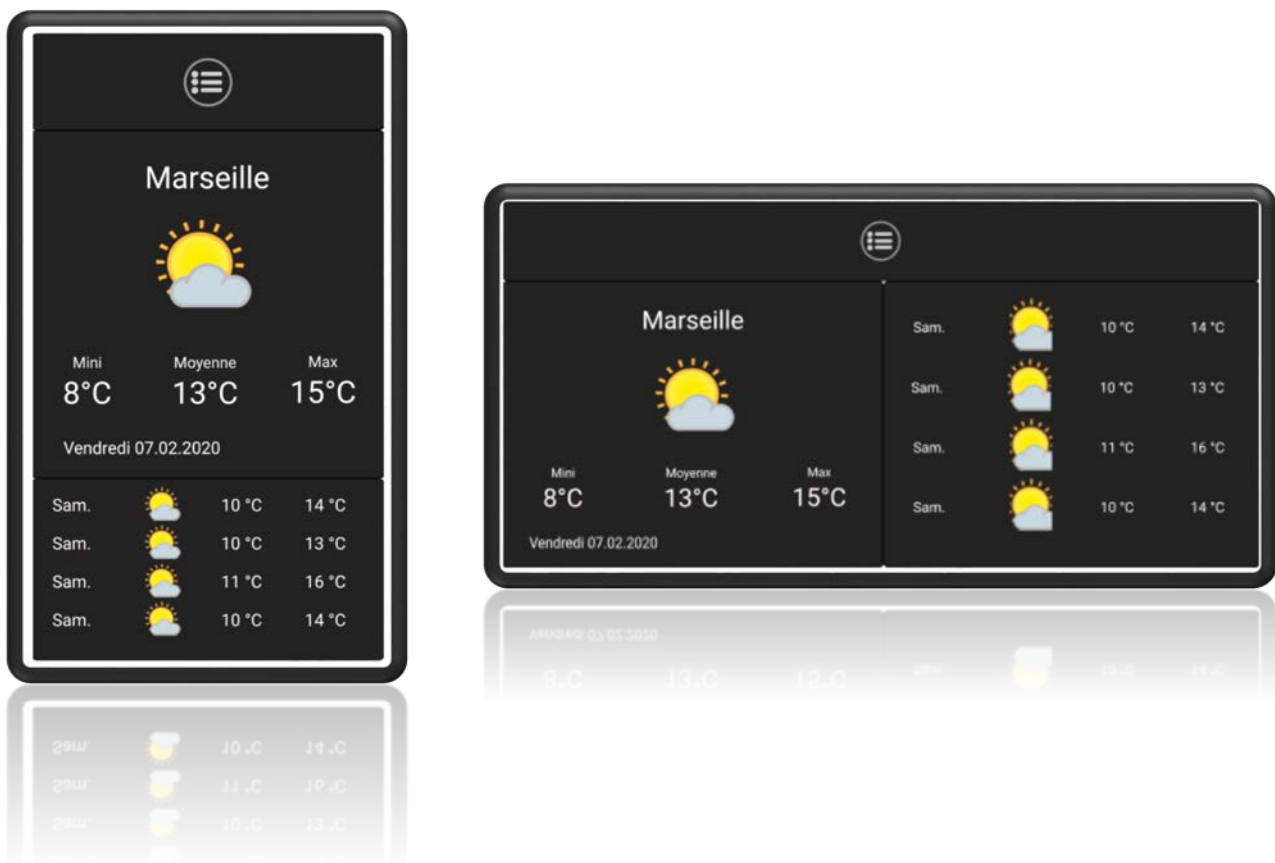 Marseille
Mini Moyenne Max
8°C 13°C 15°C
Vendredi 07.02.2020
Sam. 10 °C 14 °C
Sam. 10 °C 13 °C
Sam. 11 °C 16 °C
Sam. 10 °C 14 °C
Marseille
Mini Moyenne Max
8°C 13°C 15°C
Vendredi 07.02.2020
Sam. 10 °C 14 °C
Sam. 10 °C 13 °C
Sam. 11 °C 16 °C
Sam. 10 °C 14 °C